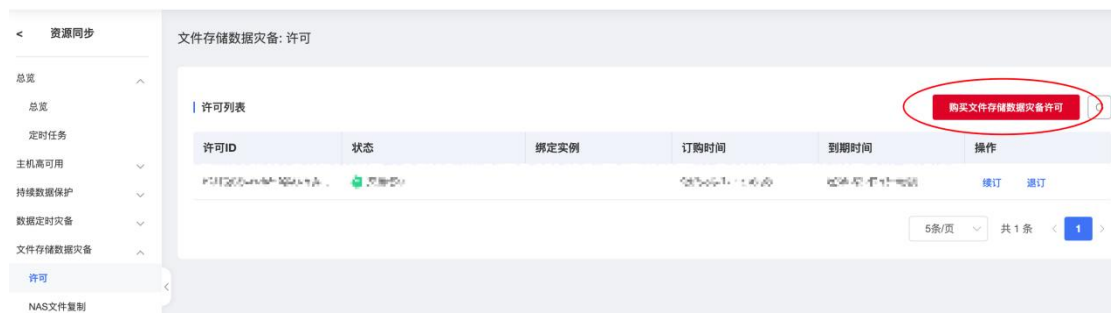 < 资源同步
文件存储数据灾备: 许可
总览
总览
定时任务
主机高可用
持续数据保护
数据定时灾备
文件存储数据灾备
许可
NAS文件复制
许可列表
购买文件存储数据灾备许可
许可ID 状态 绑定实例 订购时间 到期时间 操作
续订 退订
5条/页 共 1 条 < 1 >